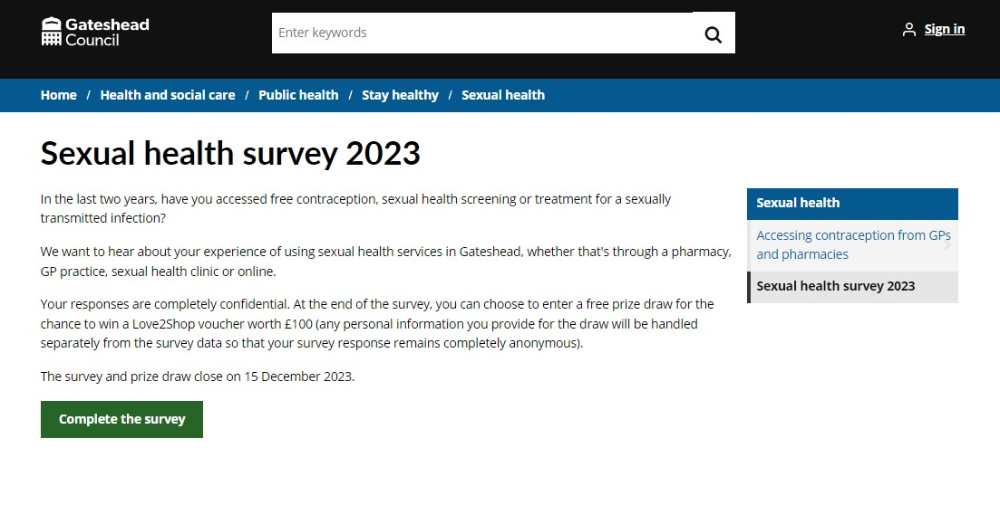 Gateshead
Council
Enter keywords
Sign in
Home / Health and social care / Public health / Stay healthy / Sexual health
Sexual health survey 2023
In the last two years, have you accessed free contraception, sexual health screening or treatment for a sexually
transmitted infection?
We want to hear about your experience of using sexual health services in Gateshead, whether that's through a pharmacy,
GP practice, sexual health clinic or online.
Your responses are completely confidential. At the end of the survey, you can choose to enter a free prize draw for the
chance to win a Love2Shop voucher worth £100 (any personal information you provide for the draw will be handled
separately from the survey data so that your survey response remains completely anonymous).
The survey and prize draw close on 15 December 2023.
Complete the survey
Sexual health
Accessing contraception from GPs
and pharmacies
Sexual health survey 2023